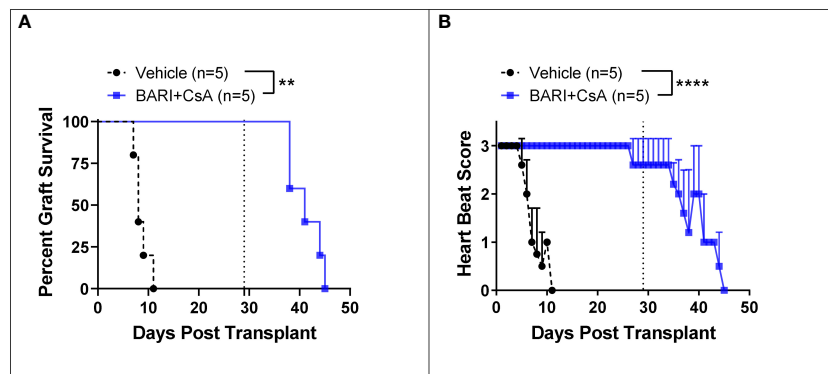 A
Vehicle (n=5)
BARI+CsA (n=5)
**
Percent Graft Survival
100
75
50
25
0
0 10 20 30 40 50
Days Post Transplant
B
Vehicle (n=5)
BARI+CsA (n=5)
****
Heart Beat Score
3
2
1
0
0 10 20 30 40 50
Days Post Transplant